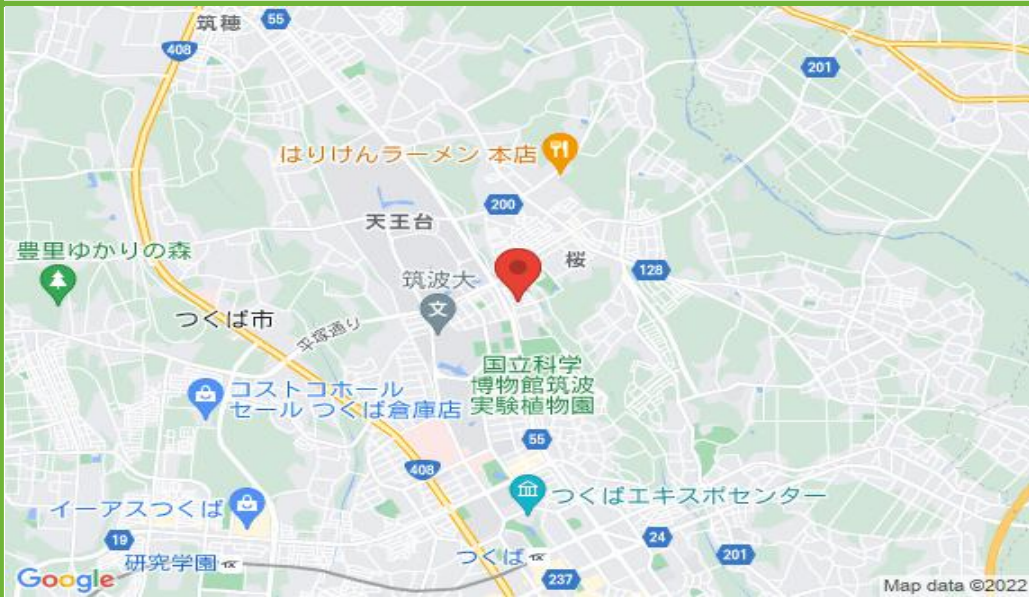 筑穂
55
408
201
はりけんラーメン 本店
200
天王台
豊里ゆかりの森
桜
128
筑波大
文
つくば市
平塚通り
国立科学
博物館筑波
実験植物園
コストコホール
セール つくば倉庫店
55
408
イーアスつくば
つくばエキスポセンター
19
24
研究学園
つくば
201
237
Google
Map data ©2022